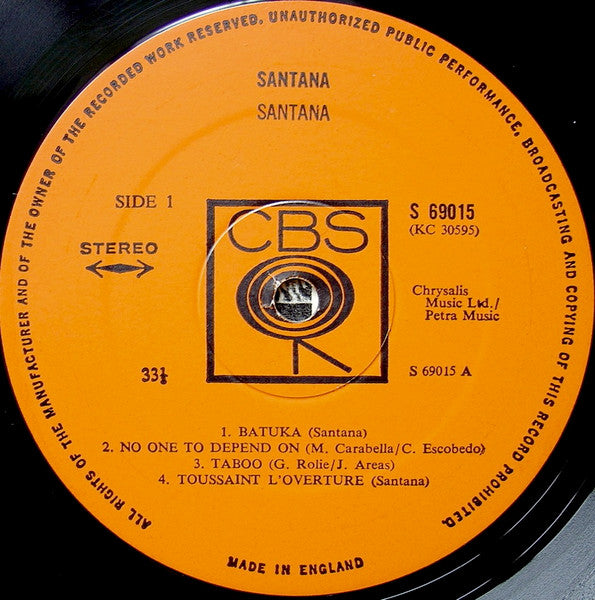 ALL RIGHTS OF THE MANUFACTURER AND OF THE OWNER OF THE RECORDED WORK RESERVED, UNAUTHORIZED PUBLIC PERFORMANCE, BROADCASTING AND COPYING OF THIS RECORD PROHIBITED.
SANTANA
SANTANA
SIDE 1
STEREO
CBS
S 69015
(KC 30595)
Chrysalis
Music Ltd./
Petra Music
33⅓
S 69015 A
1. BATUKA (Santana)
2. NO ONE TO DEPEND ON (M. Carabella/C. Escobedo)
3. TABOO (G. Rolie/J. Areas)
4. TOUSSAINT L'OVERTURE (Santana)
MADE IN ENGLAND